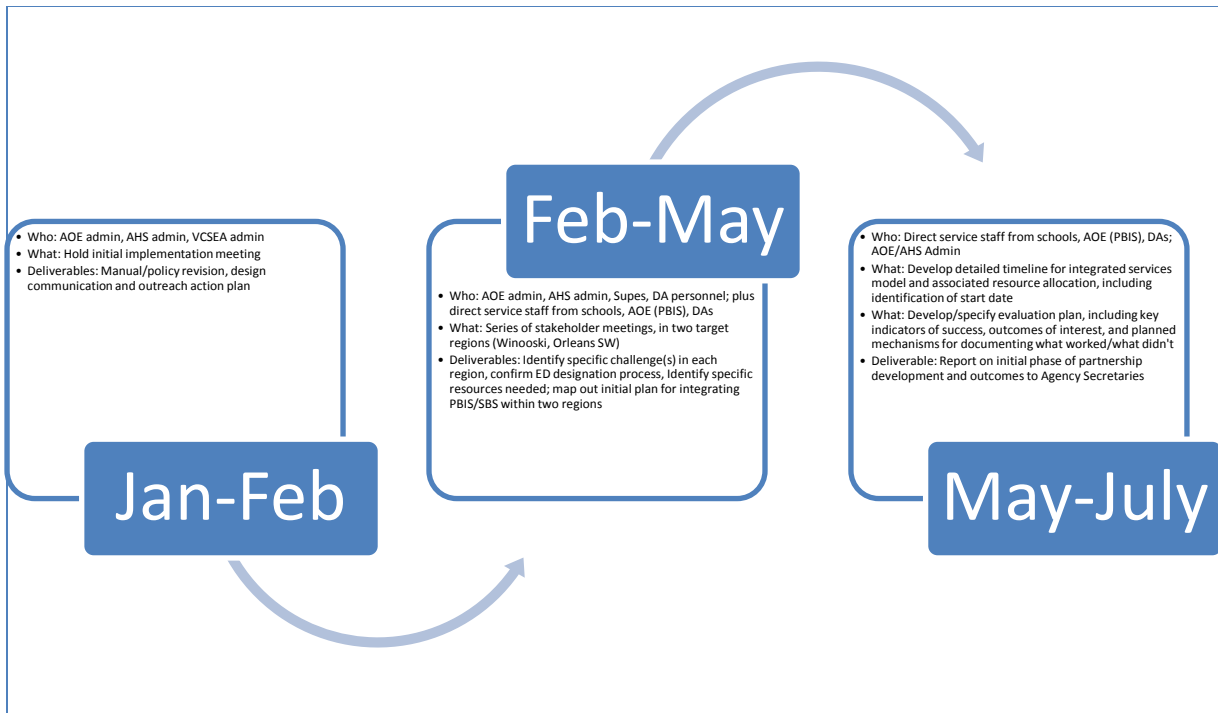 • Who: AOE admin, AHS admin, VCSEA admin
• What: Hold initial implementation meeting
• Deliverables: Manual/policy revision, design
communication and outreach action plan
Jan-Feb
Feb-May
• Who: AOE admin, AHS admin, Supes, DA personnel; plus
direct service staff from schools, AOE (PBIS), DAs
• What: Series of stakeholder meetings, in two target
regions (Winooski, Orleans SW)
• Deliverables: Identify specific challenge(s) in each
region, confirm ED designation process, Identify specific
resources needed; map out initial plan for integrating
PBIS/SBS within two regions
• Who: Direct service staff from schools, AOE (PBIS), DAs;
AOE/AHS Admin
• What: Develop detailed timeline for integrated services
model and associated resource allocation, including
identification of start date
• What: Develop/specify evaluation plan, including key
indicators of success, outcomes of interest, and planned
mechanisms for documenting what worked/what didn't
• Deliverable: Report on initial phase of partnership
development and outcomes to Agency Secretaries
May-July